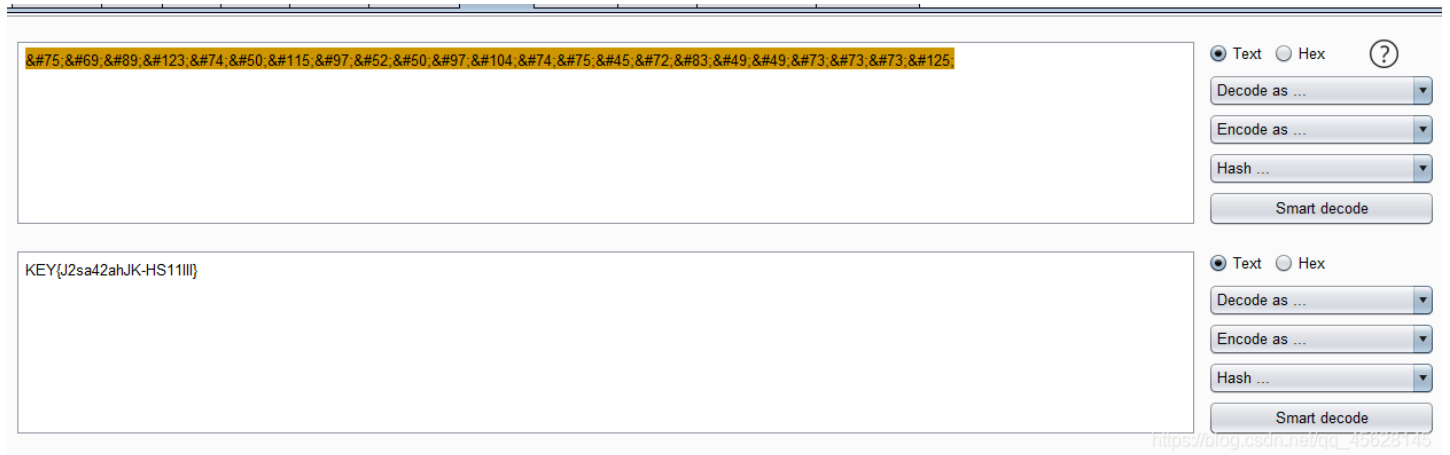 &#75;&#69;&#89;&#123;&#74;&#50;&#115;&#97;&#52;&#50;&#97;&#104;&#74;&#75;&#45;&#72;&#83;&#49;&#49;&#73;&#73;&#73;&#125;
Text Hex ?
Decode as ...
Encode as ...
Hash ...
Smart decode
KEY{J2sa42ahJK-HS11III}
Text Hex
Decode as ...
Encode as ...
Hash ...
Smart decode
https://blog.csdn.net/qq_45628145